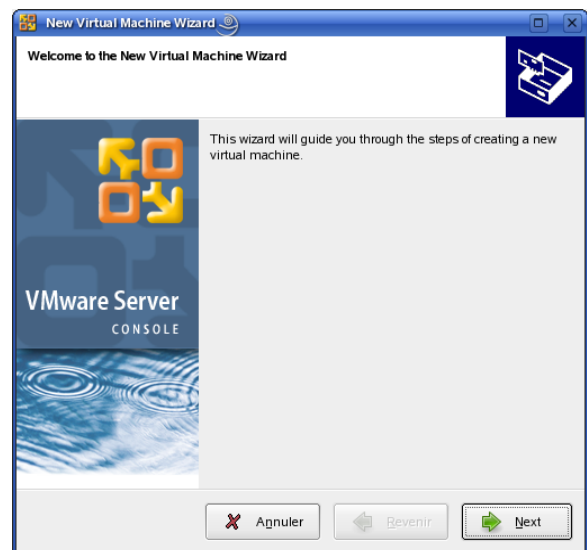 New Virtual Machine Wizard
Welcome to the New Virtual Machine Wizard
This wizard will guide you through the steps of creating a new
virtual machine.
VMware Server
CONSOLE
Annuler
Revenir
Next